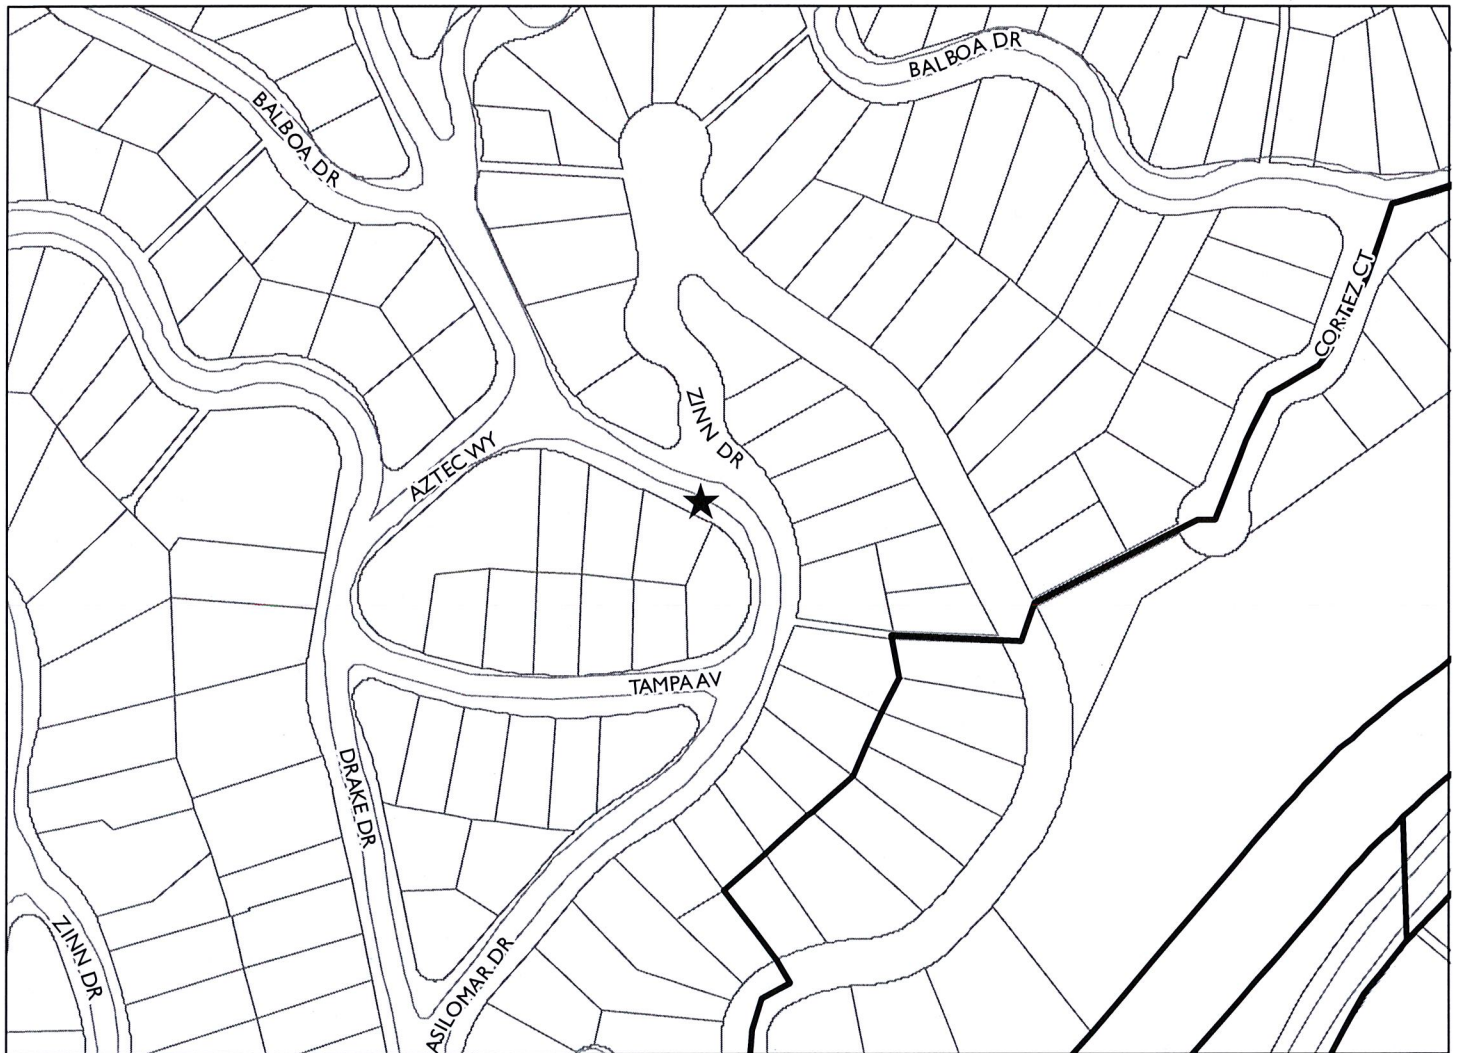 BALBOA DR
BALBOA DR
CORTEZ CT
ZINN DR
AZTEC WY
TAMPA AV
DRAKE DR
ZINN DR
ASILOMAR DR